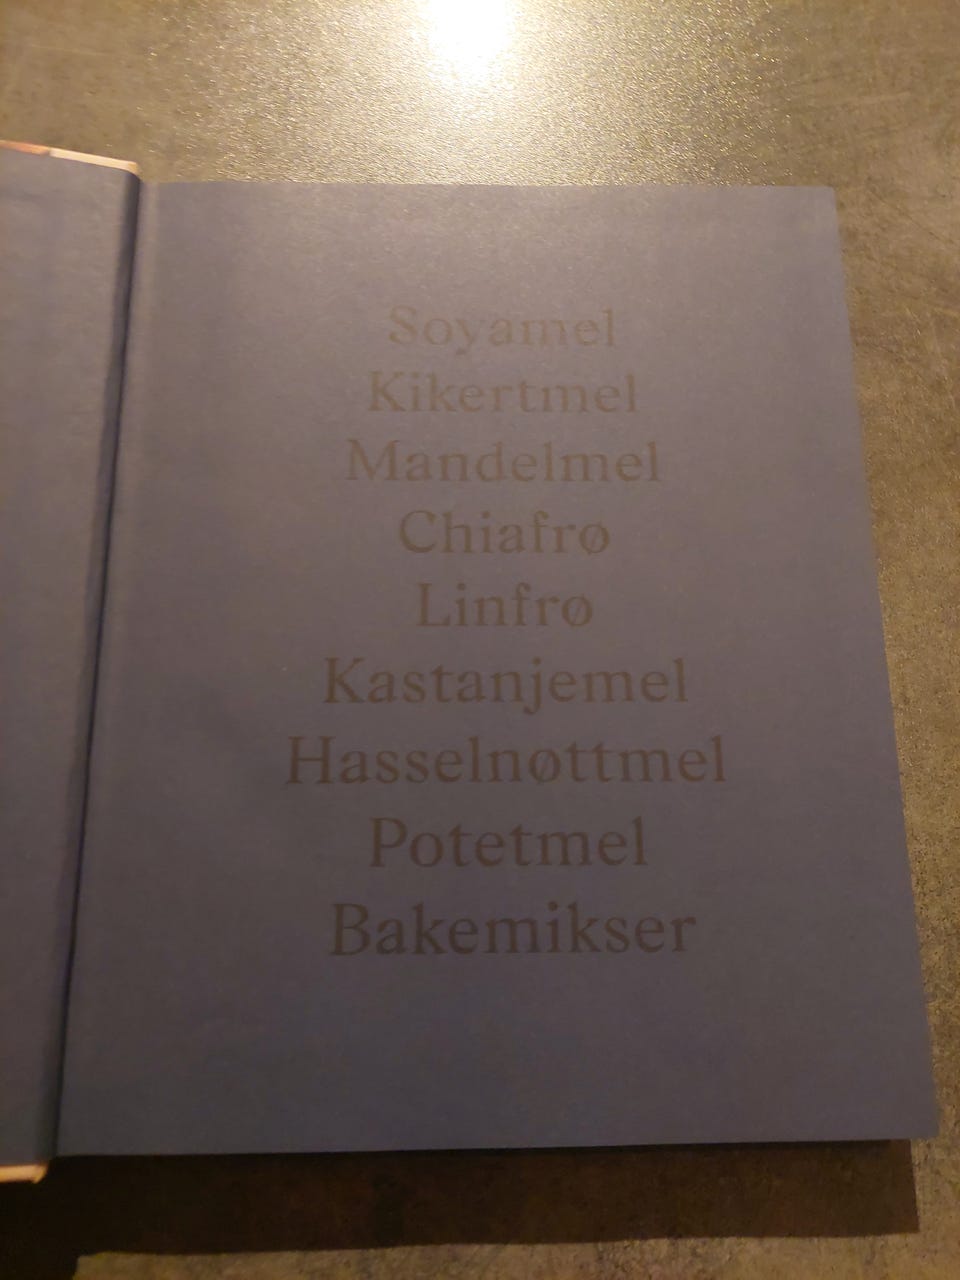 Soyamel
Kikertmel
Mandelmel
Chiafrø
Linfrø
Kastanjemel
Hasselnøttmel
Potetmel
Bakemikser